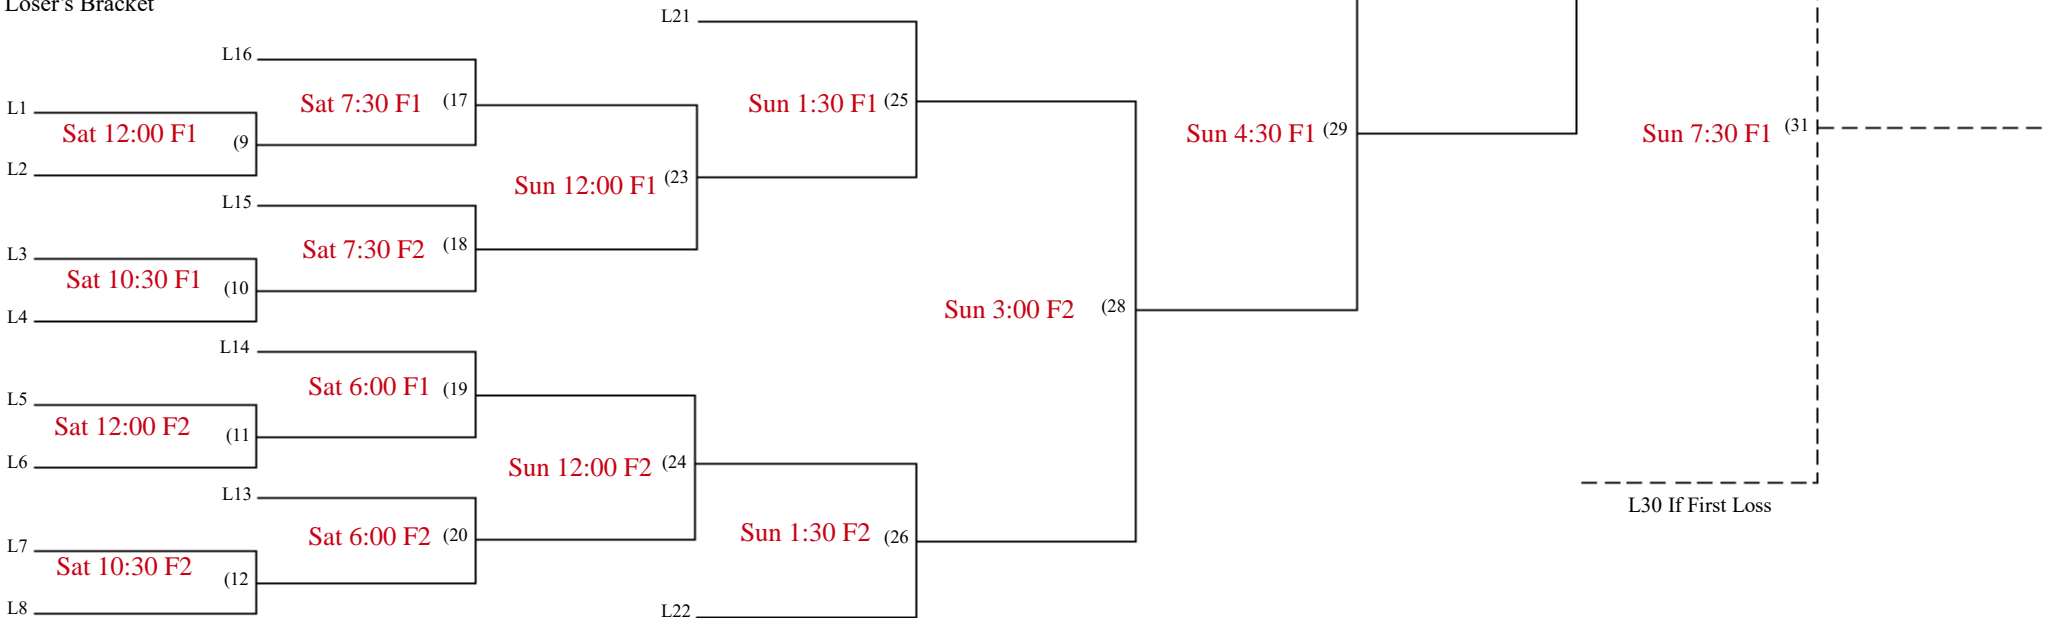 Loser's Bracket
L21
L16
Sat 7:30 F1 (17
Sun 1:30 F1 (25
L1
Sat 12:00 F1 (9
L2
Sun 4:30 F1 (29
Sun 7:30 F1 (31
Sun 12:00 F1 (23
L15
Sat 7:30 F2 (18
L3
Sat 10:30 F1 (10
L4
Sun 3:00 F2 (28
L14
Sat 6:00 F1 (19
L5
Sat 12:00 F2 (11
L6
Sun 12:00 F2 (24
L13
Sat 6:00 F2 (20
Sun 1:30 F2 (26
L30 If First Loss
L7
Sat 10:30 F2 (12
L8
L22